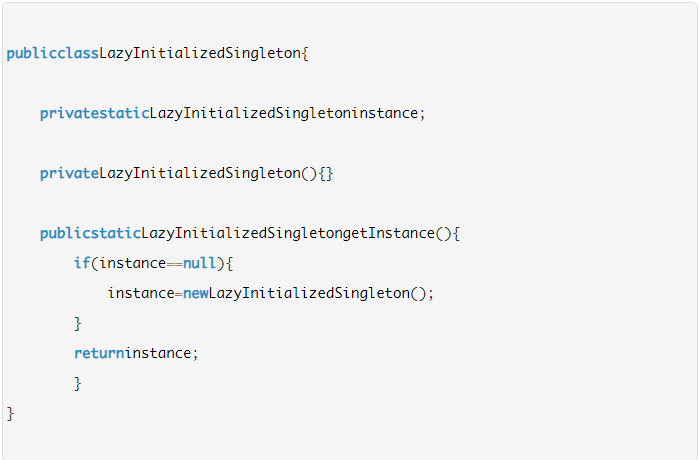 publicclassLazyInitializedSingleton{
privatestaticLazyInitializedSingletoninstance;
privateLazyInitializedSingleton(){}
publicstaticLazyInitializedSingletongetInstance(){
if(instance==null){
instance=newLazyInitializedSingleton();
}
returninstance;
}
}